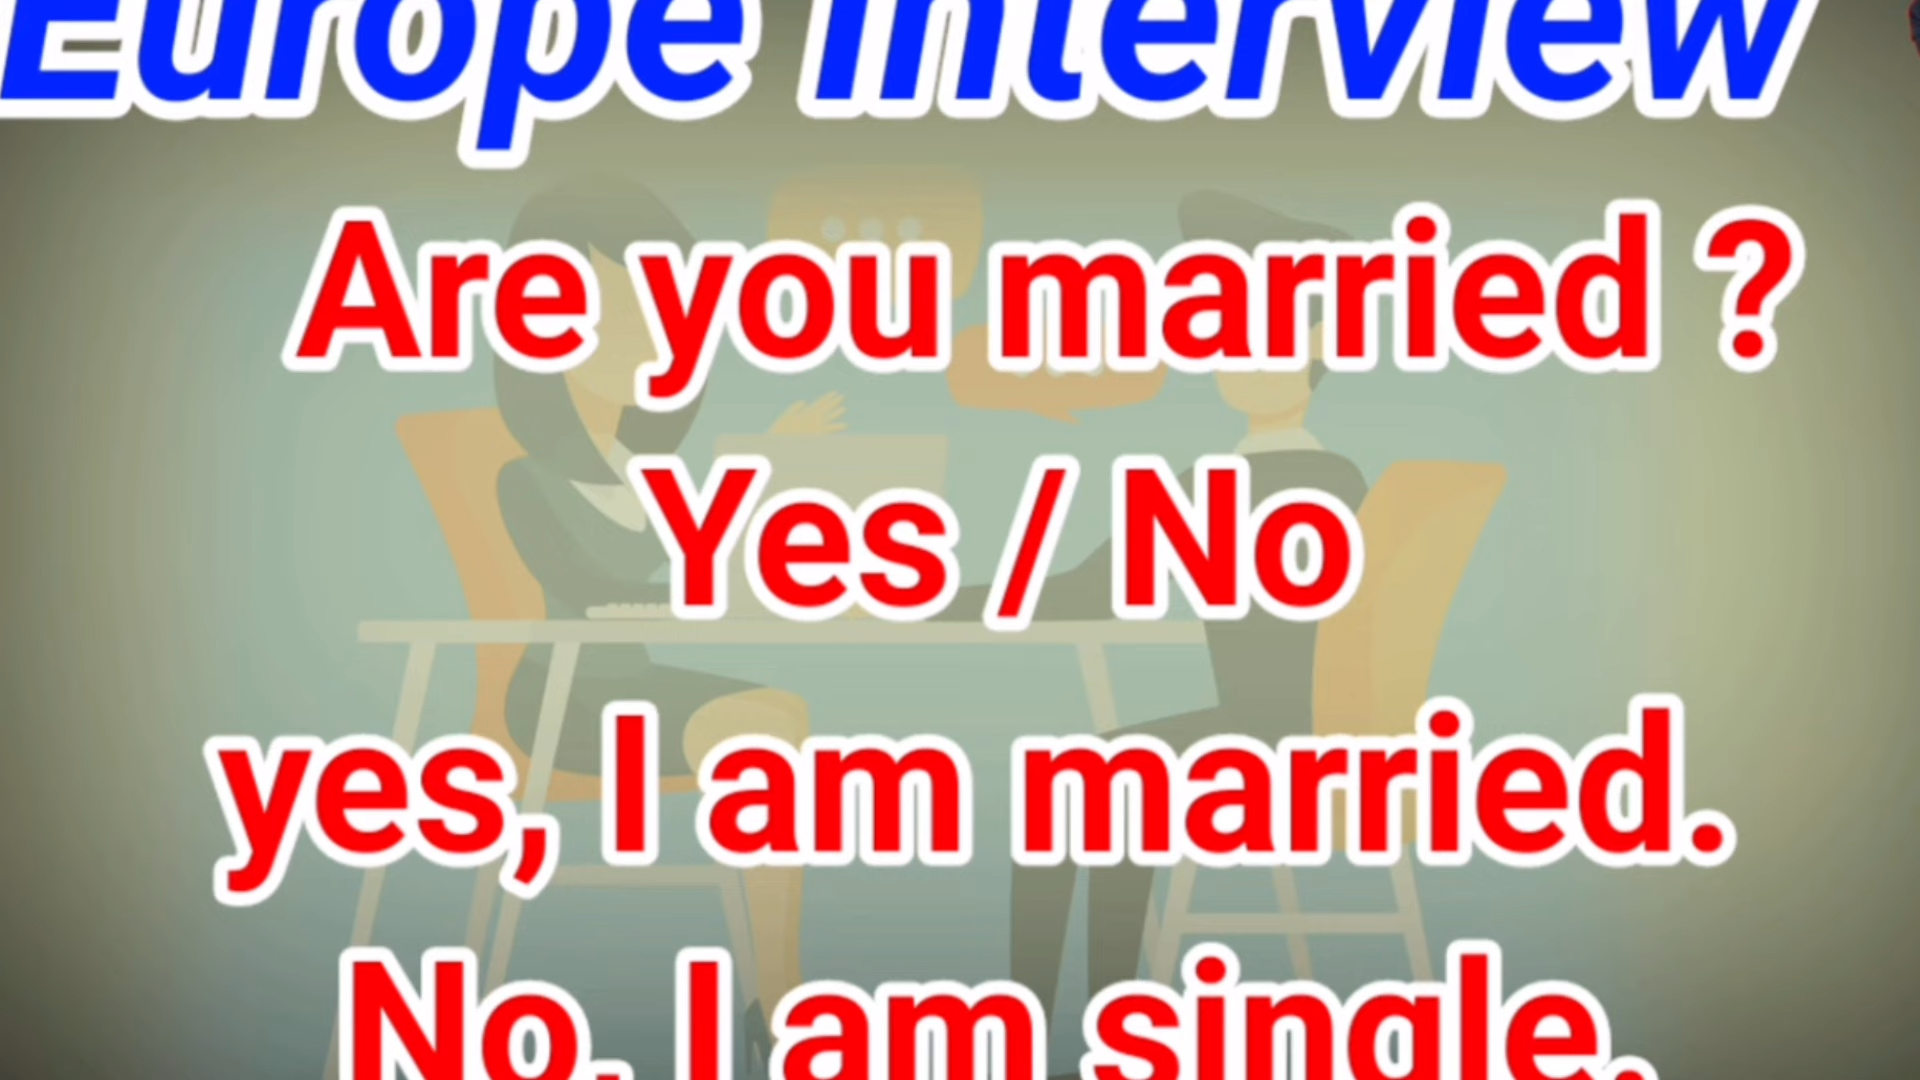 Europe Interview
Are you married ?
Yes / No
yes, I am married.
No, I am single.